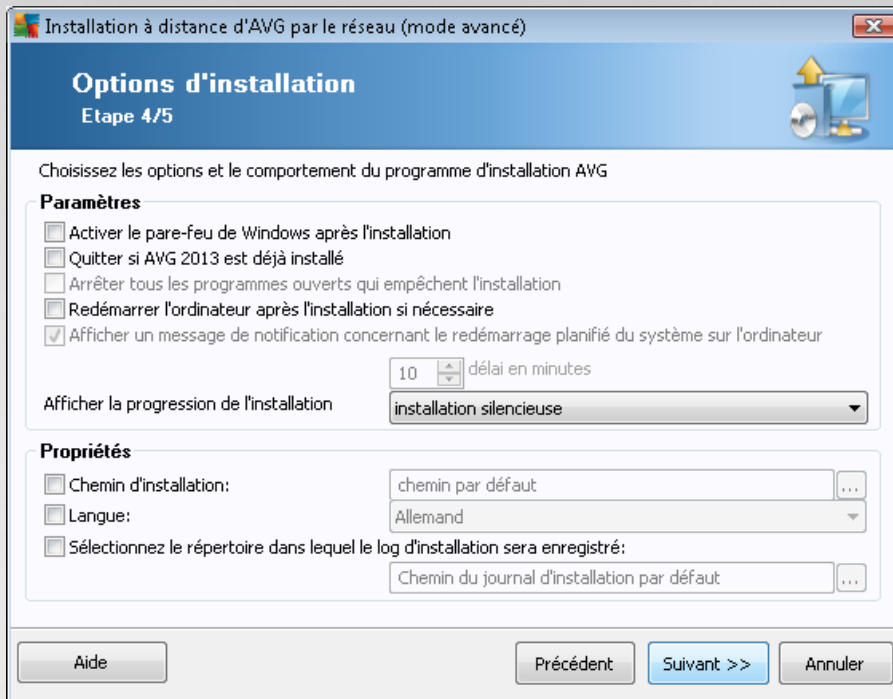 Installation à distance d'AVG par le réseau (mode avancé)
Options d'installation
Etape 4/5
Choisissez les options et le comportement du programme d'installation AVG
Paramètres
Activer le pare-feu de Windows après l'installation
Quitter si AVG 2013 est déjà installé
Arrêter tous les programmes ouverts qui empêchent l'installation
Redémarrer l'ordinateur après l'installation si nécessaire
Afficher un message de notification concernant le redémarrage planifié du système sur l'ordinateur
10 délai en minutes
Afficher la progression de l'installation installation silencieuse
Propriétés
Chemin d'installation: chemin par défaut ...
Langue: Allemand
Sélectionnez le répertoire dans lequel le log d'installation sera enregistré:
Chemin du journal d'installation par défaut ...
Aide Précédent Suivant >> Annuler